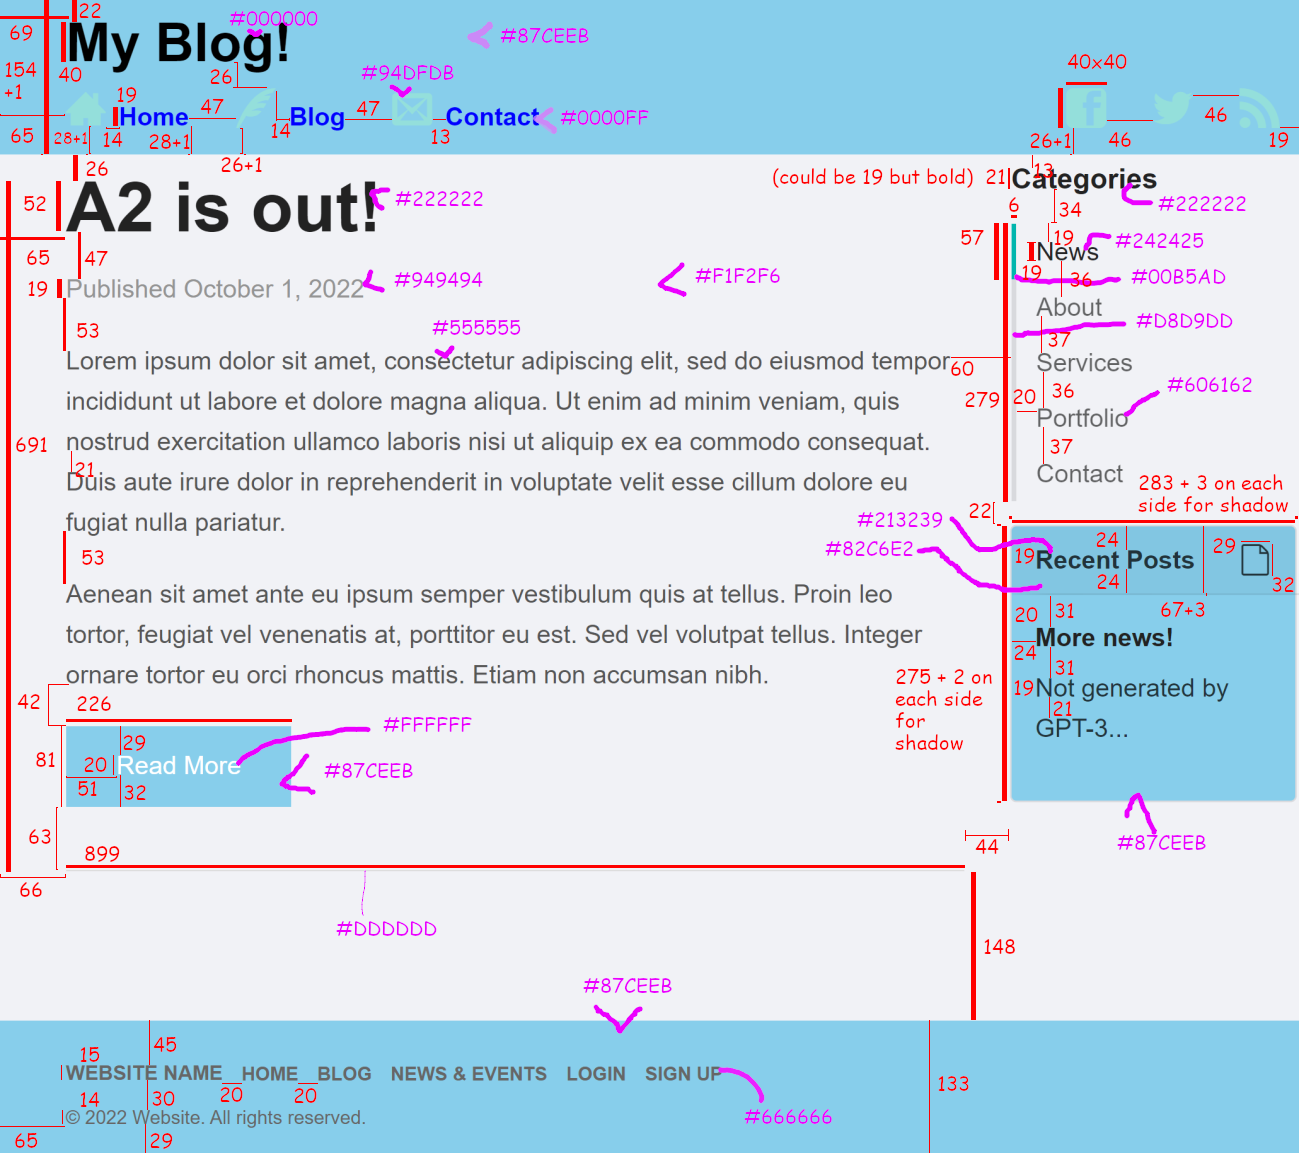 22
#000000
69
My Blog!
#87CEEB
154
+1
40
26
#94DFDB
40x40
19
Home
47
Blog
47
Contact
#0000FF
46
65
28+1
14
28+1
14
13
26+1
46
19
26+1
26
(could be 19 but bold)
21
13
Categories
52
A2 is out!
#222222
6
34
#222222
65
47
57
19
News
#242425
19
Published October 1, 2022
#949494
#F1F2F6
19
36
#00B5AD
53
#555555
About
#D8D9DD
37
Lorem ipsum dolor sit amet, consectetur adipiscing elit, sed do eiusmod tempor
60
Services
incididunt ut labore et dolore magna aliqua. Ut enim ad minim veniam, quis
279
20
36
#606162
Portfolio
691
nostrud exercitation ullamco laboris nisi ut aliquip ex ea commodo consequat.
37
21
Duis aute irure dolor in reprehenderit in voluptate velit esse cillum dolore eu
Contact
283 + 3 on each
side for shadow
fugiat nulla pariatur.
22
#213239
53
#82C6E2
19
24
Recent Posts
29
24
32
Aenean sit amet ante eu ipsum semper vestibulum quis at tellus. Proin leo
20
31
67+3
tortor, feugiat vel venenatis at, porttitor eu est. Sed vel volutpat tellus. Integer
More news!
24
ornare tortor eu orci rhoncus mattis. Etiam non accumsan nibh.
31
275 + 2 on
each side
for
shadow
19
Not generated by
21
GPT-3...
42
226
#FFFFFF
81
29
20
Read More
#87CEEB
51
32
63
899
44
#87CEEB
66
#DDDDDD
148
#87CEEB
15
45
WEBSITE NAME
HOME
BLOG
NEWS & EVENTS
LOGIN
SIGN UP
133
14
30
20
20
#666666
© 2022 Website. All rights reserved.
65
29